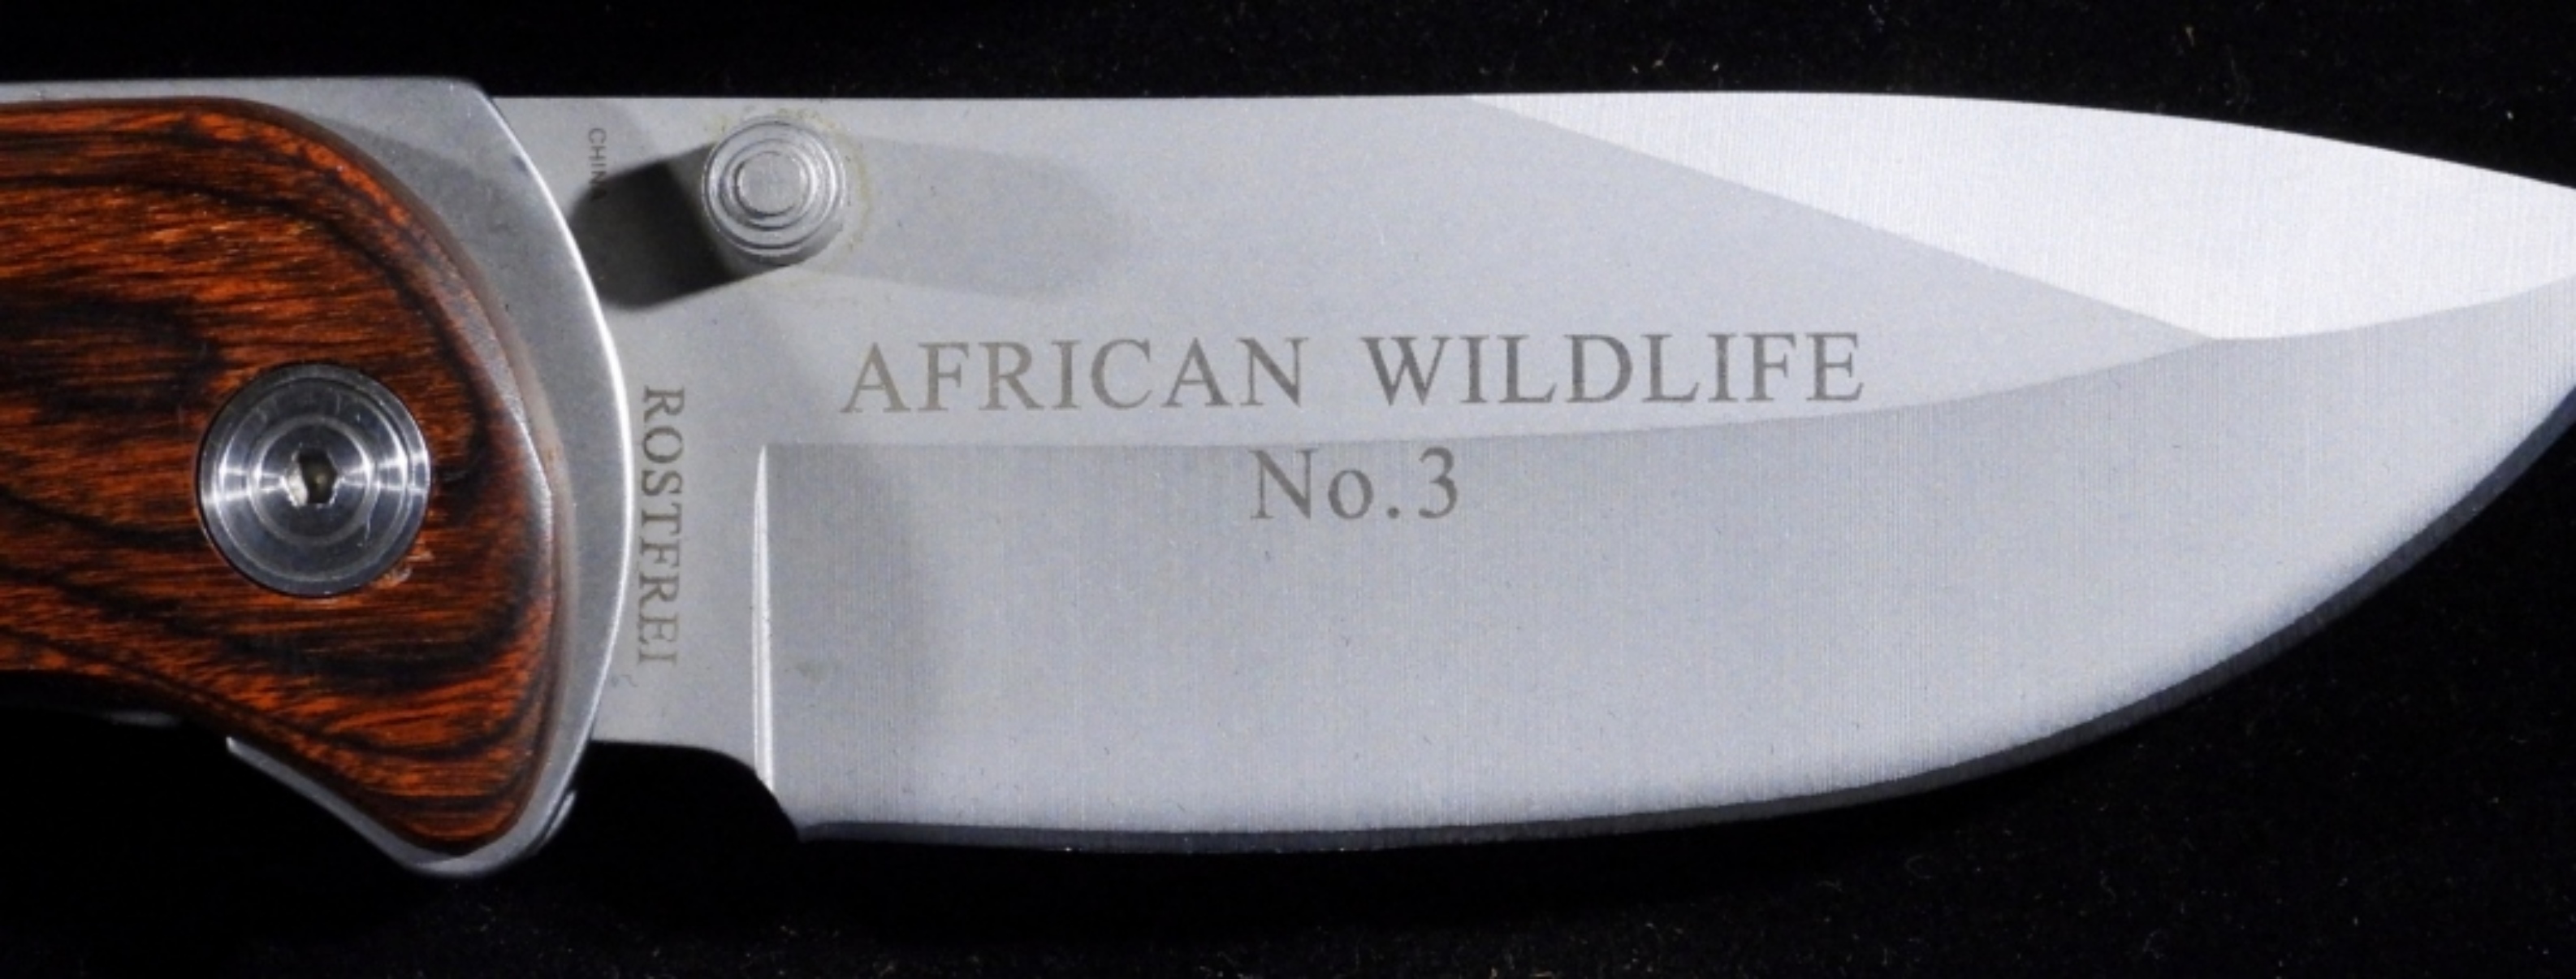 CHINA
ROSTFREI
AFRICAN WILDLIFE
No.3